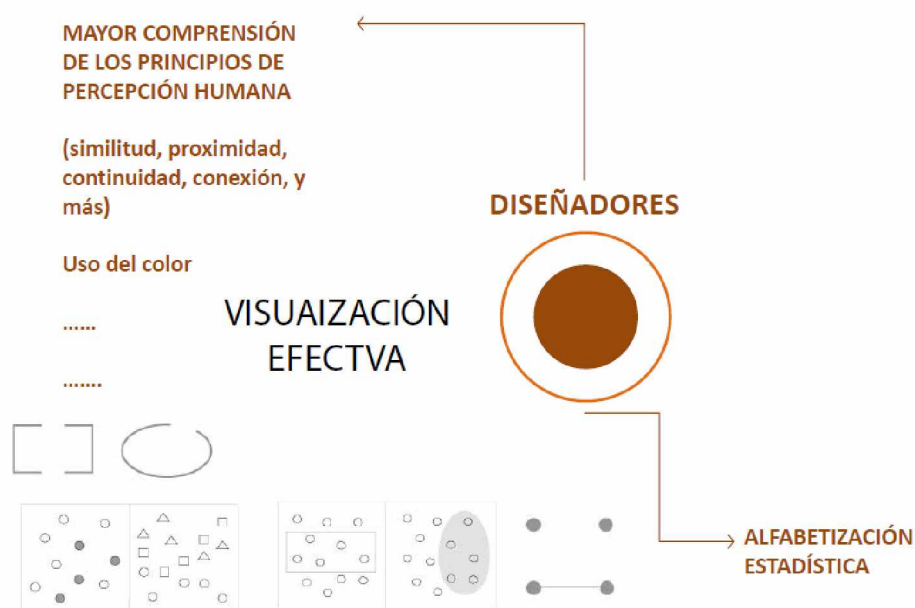 MAYOR COMPRENSIÓN
DE LOS PRINCIPIOS DE
PERCEPCIÓN HUMANA
(similitud, proximidad,
continuidad, conexión, y
más)
Uso del color
......
.......
VISUAIZACIÓN
EFECTVA
DISEÑADORES
ALFABETIZACIÓN
ESTADÍSTICA